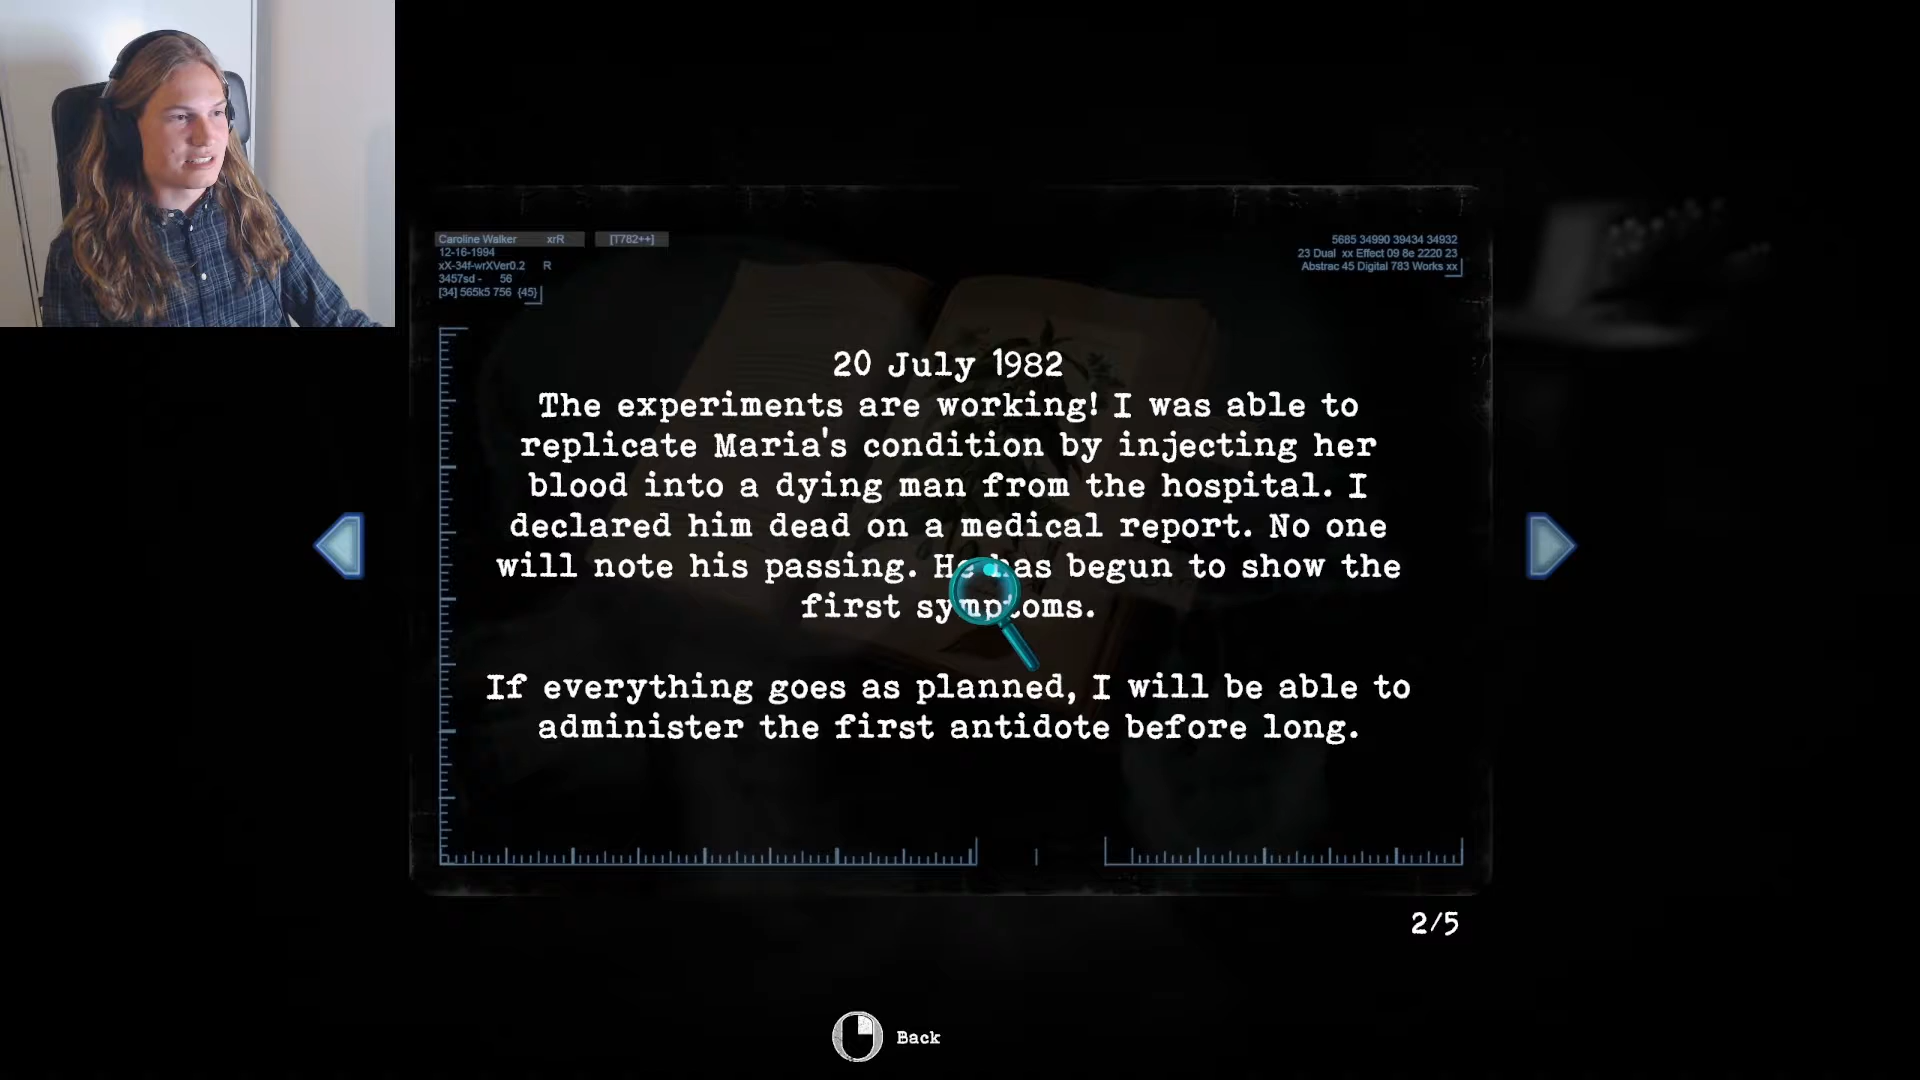 Caroline Walker xrR [T782++]
12-16-1994
xX-34f-wrXVer0.2 R
3457sd - 56
[34] 565k5 756 {45}
5685 34990 39434 34932
23 Dual xx Effect 09 8e 2220 23
Abstrac 45 Digital 783 Works xx
20 July 1982
The experiments are working! I was able to
replicate Maria's condition by injecting her
blood into a dying man from the hospital. I
declared him dead on a medical report. No one
will note his passing. He has begun to show the
first symptoms.
If everything goes as planned, I will be able to
administer the first antidote before long.
2/5
Back